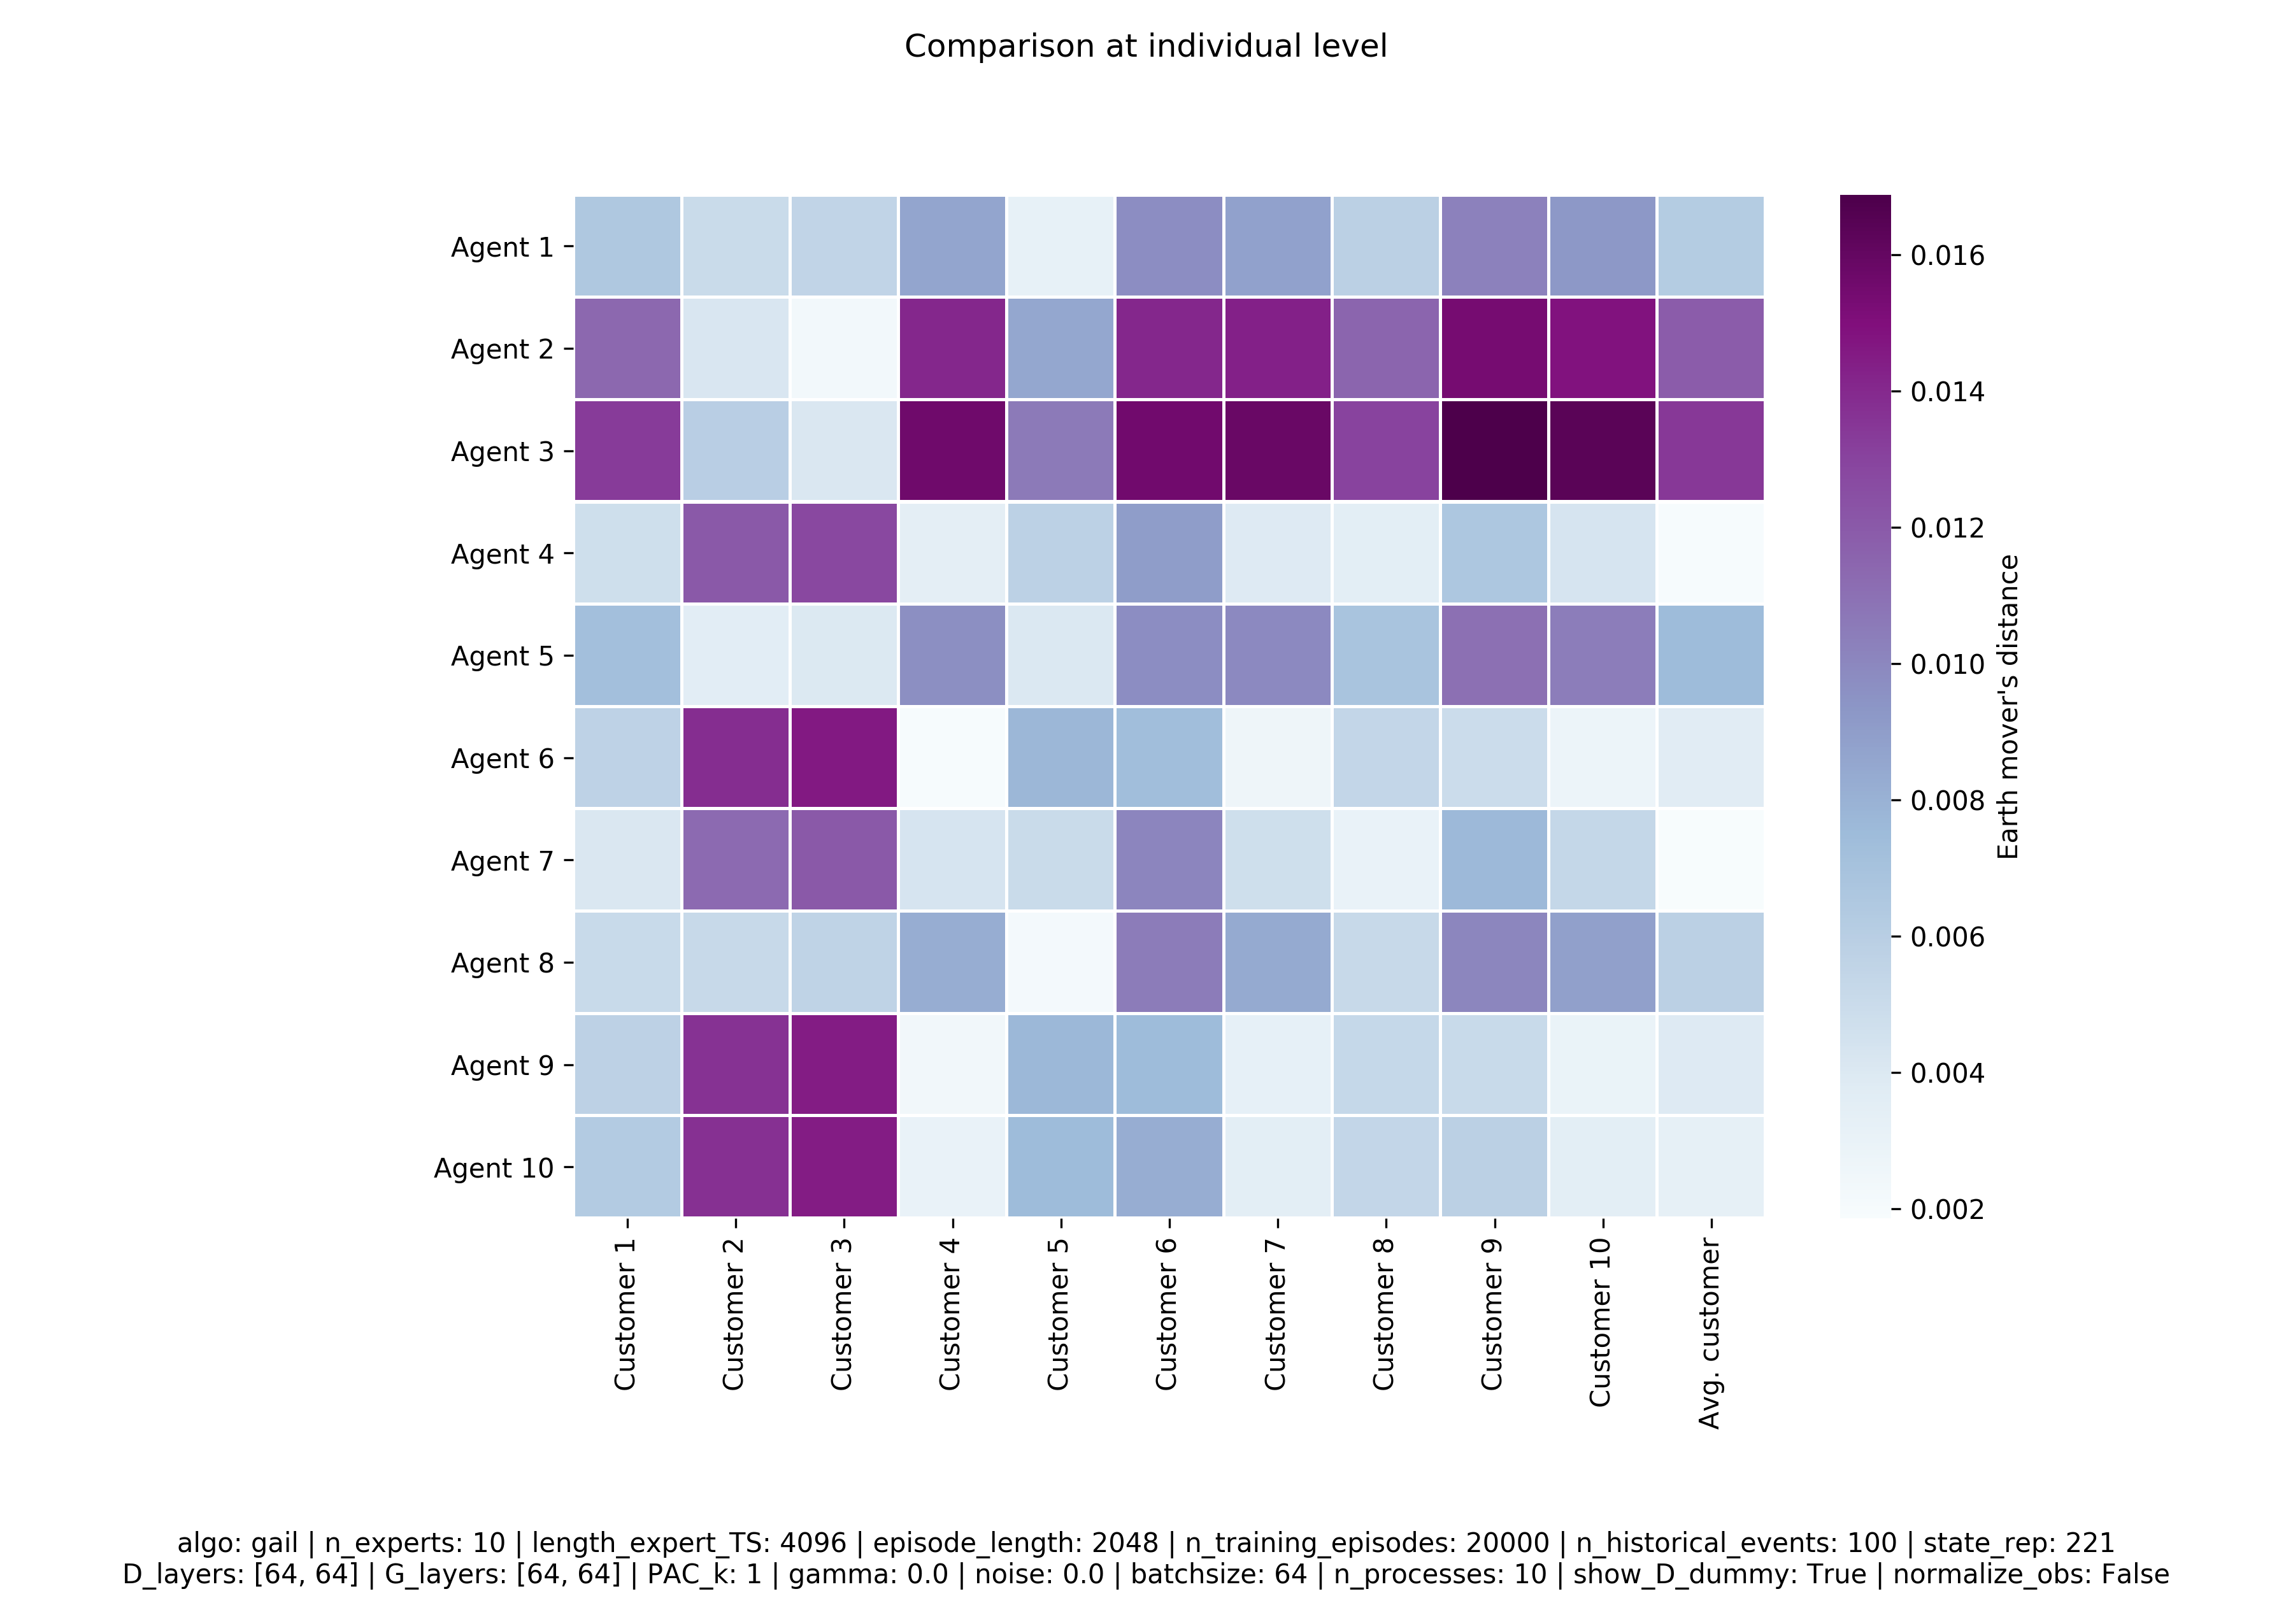 Comparison at individual level
Agent 1
Agent 2
Agent 3
Agent 4
Agent 5
Agent 6
Agent 7
Agent 8
Agent 9
Agent 10
Customer 1
Customer 2
Customer 3
Customer 4
Customer 5
Customer 6
Customer 7
Customer 8
Customer 9
Customer 10
Avg. customer
0.016
0.014
0.012
0.010
0.008
0.006
0.004
0.002
Earth mover's distance
algo: gail | n_experts: 10 | length_expert_TS: 4096 | episode_length: 2048 | n_training_episodes: 20000 | n_historical_events: 100 | state_rep: 221
D_layers: [64, 64] | G_layers: [64, 64] | PAC_k: 1 | gamma: 0.0 | noise: 0.0 | batchsize: 64 | n_processes: 10 | show_D_dummy: True | normalize_obs: False